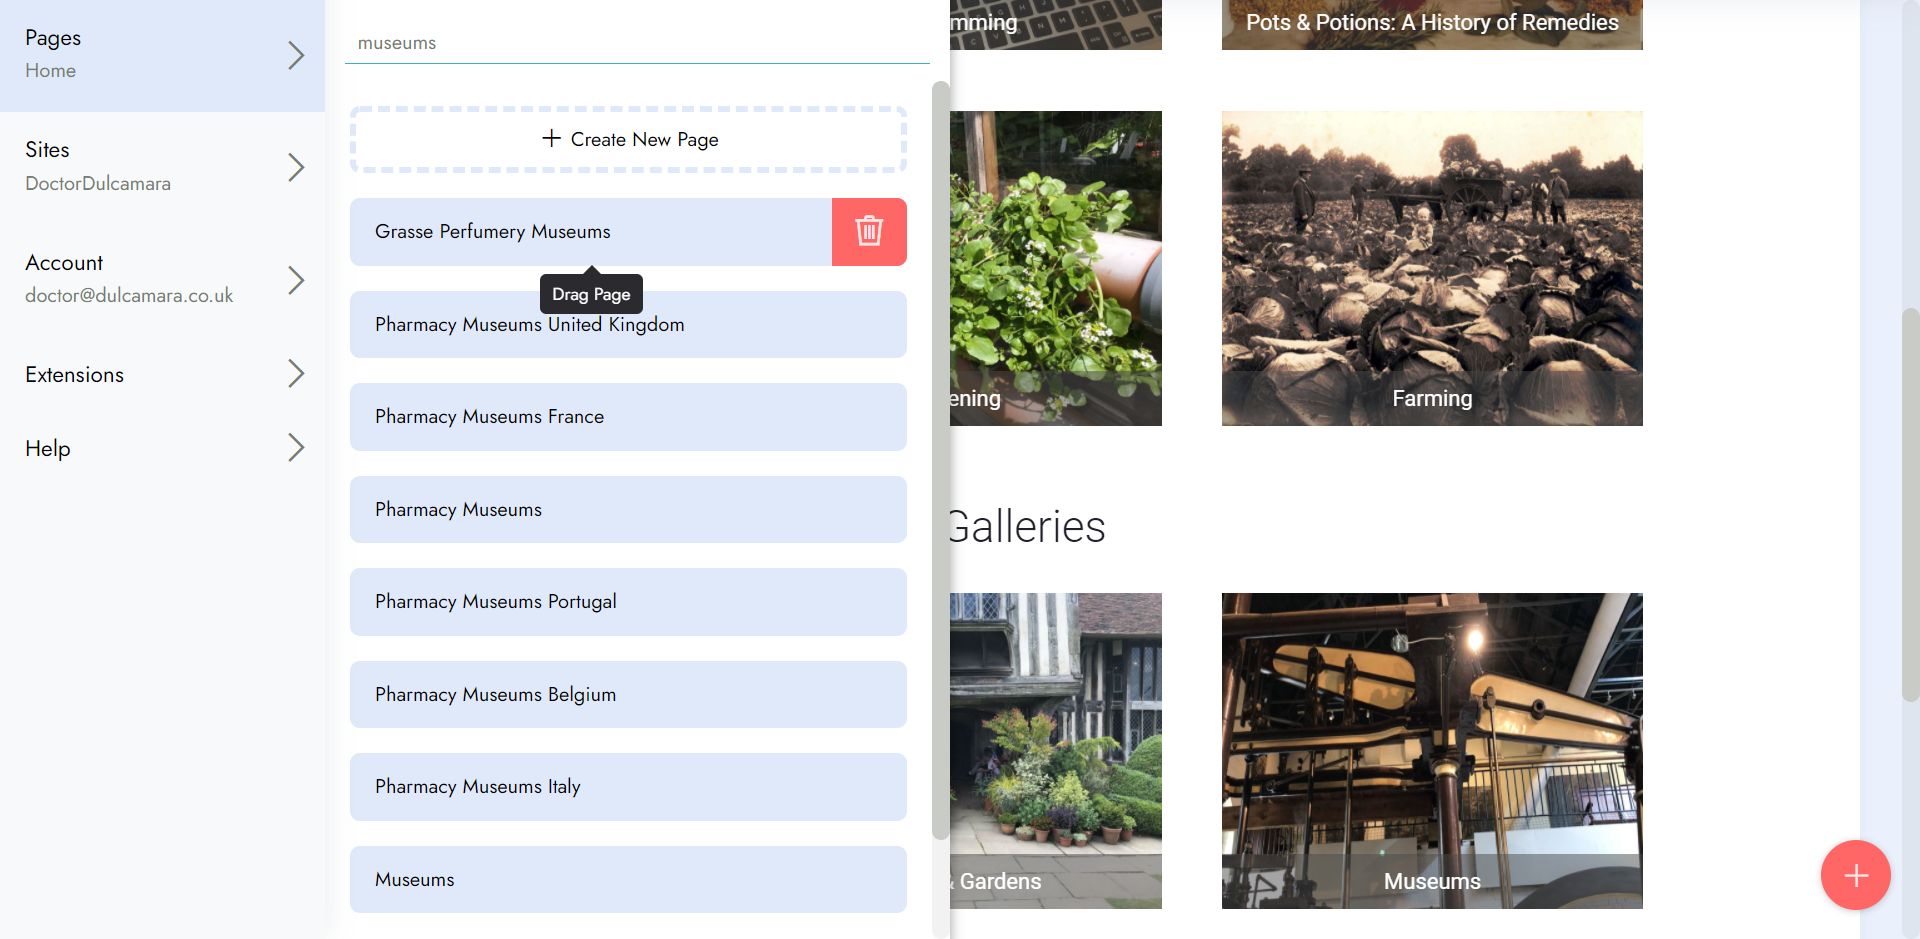 Pages
Home
Sites
DoctorDulcamara
Account
doctor@dulcamara.co.uk
Extensions
Help
museums
Create New Page
Grasse Perfumery Museums
Drag Page
Pharmacy Museums United Kingdom
Pharmacy Museums France
Pharmacy Museums
Pharmacy Museums Portugal
Pharmacy Museums Belgium
Pharmacy Museums Italy
Museums
mming
Pots & Potions: A History of Remedies
ening
Farming
Galleries
& Gardens
Museums